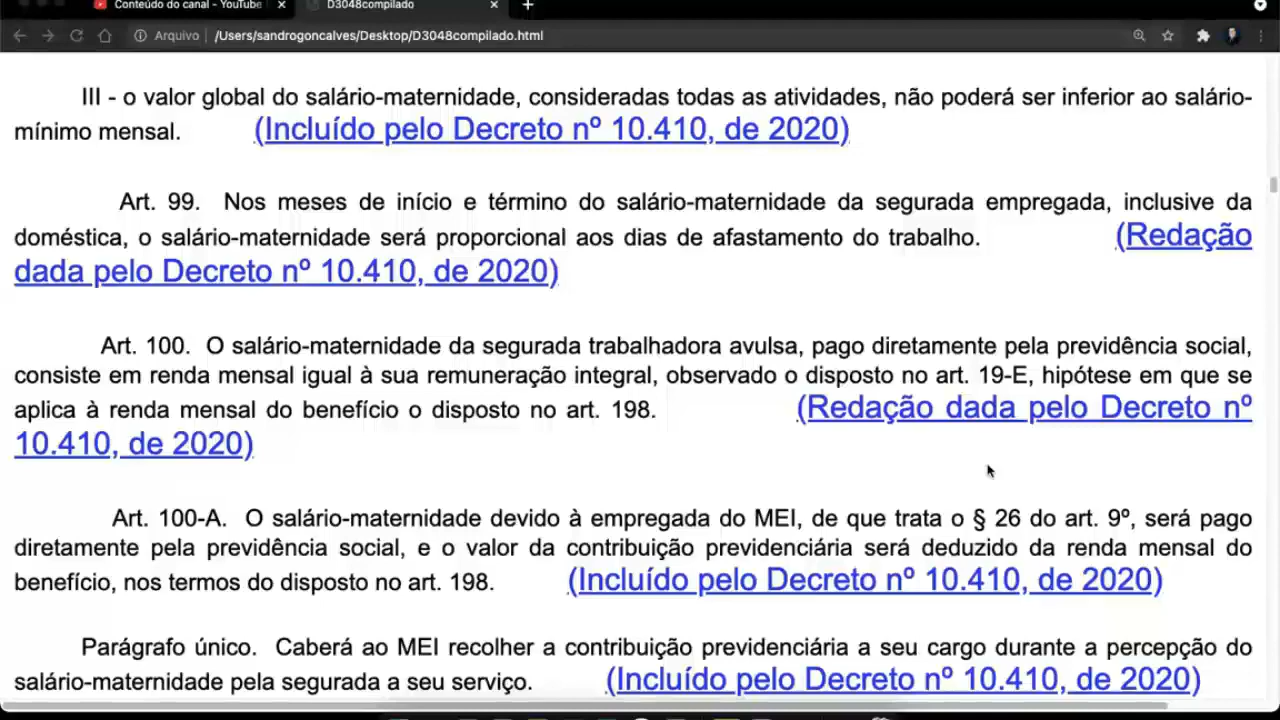 Conteúdo do canal - YouTube
D3048compilado
Arquivo
/Users/sandrogoncalves/Desktop/D3048compilado.html
III - o valor global do salário-maternidade, consideradas todas as atividades, não poderá ser inferior ao salário-
mínimo mensal. (Incluído pelo Decreto nº 10.410, de 2020)
Art. 99. Nos meses de início e término do salário-maternidade da segurada empregada, inclusive da
doméstica, o salário-maternidade será proporcional aos dias de afastamento do trabalho. (Redação
dada pelo Decreto nº 10.410, de 2020)
Art. 100. O salário-maternidade da segurada trabalhadora avulsa, pago diretamente pela previdência social,
consiste em renda mensal igual à sua remuneração integral, observado o disposto no art. 19-E, hipótese em que se
aplica à renda mensal do benefício o disposto no art. 198. (Redação dada pelo Decreto nº
10.410, de 2020)
Art. 100-A. O salário-maternidade devido à empregada do MEI, de que trata o § 26 do art. 9º, será pago
diretamente pela previdência social, e o valor da contribuição previdenciária será deduzido da renda mensal do
benefício, nos termos do disposto no art. 198. (Incluído pelo Decreto nº 10.410, de 2020)
Parágrafo único. Caberá ao MEI recolher a contribuição previdenciária a seu cargo durante a percepção do
salário-maternidade pela segurada a seu serviço. (Incluído pelo Decreto nº 10.410, de 2020)